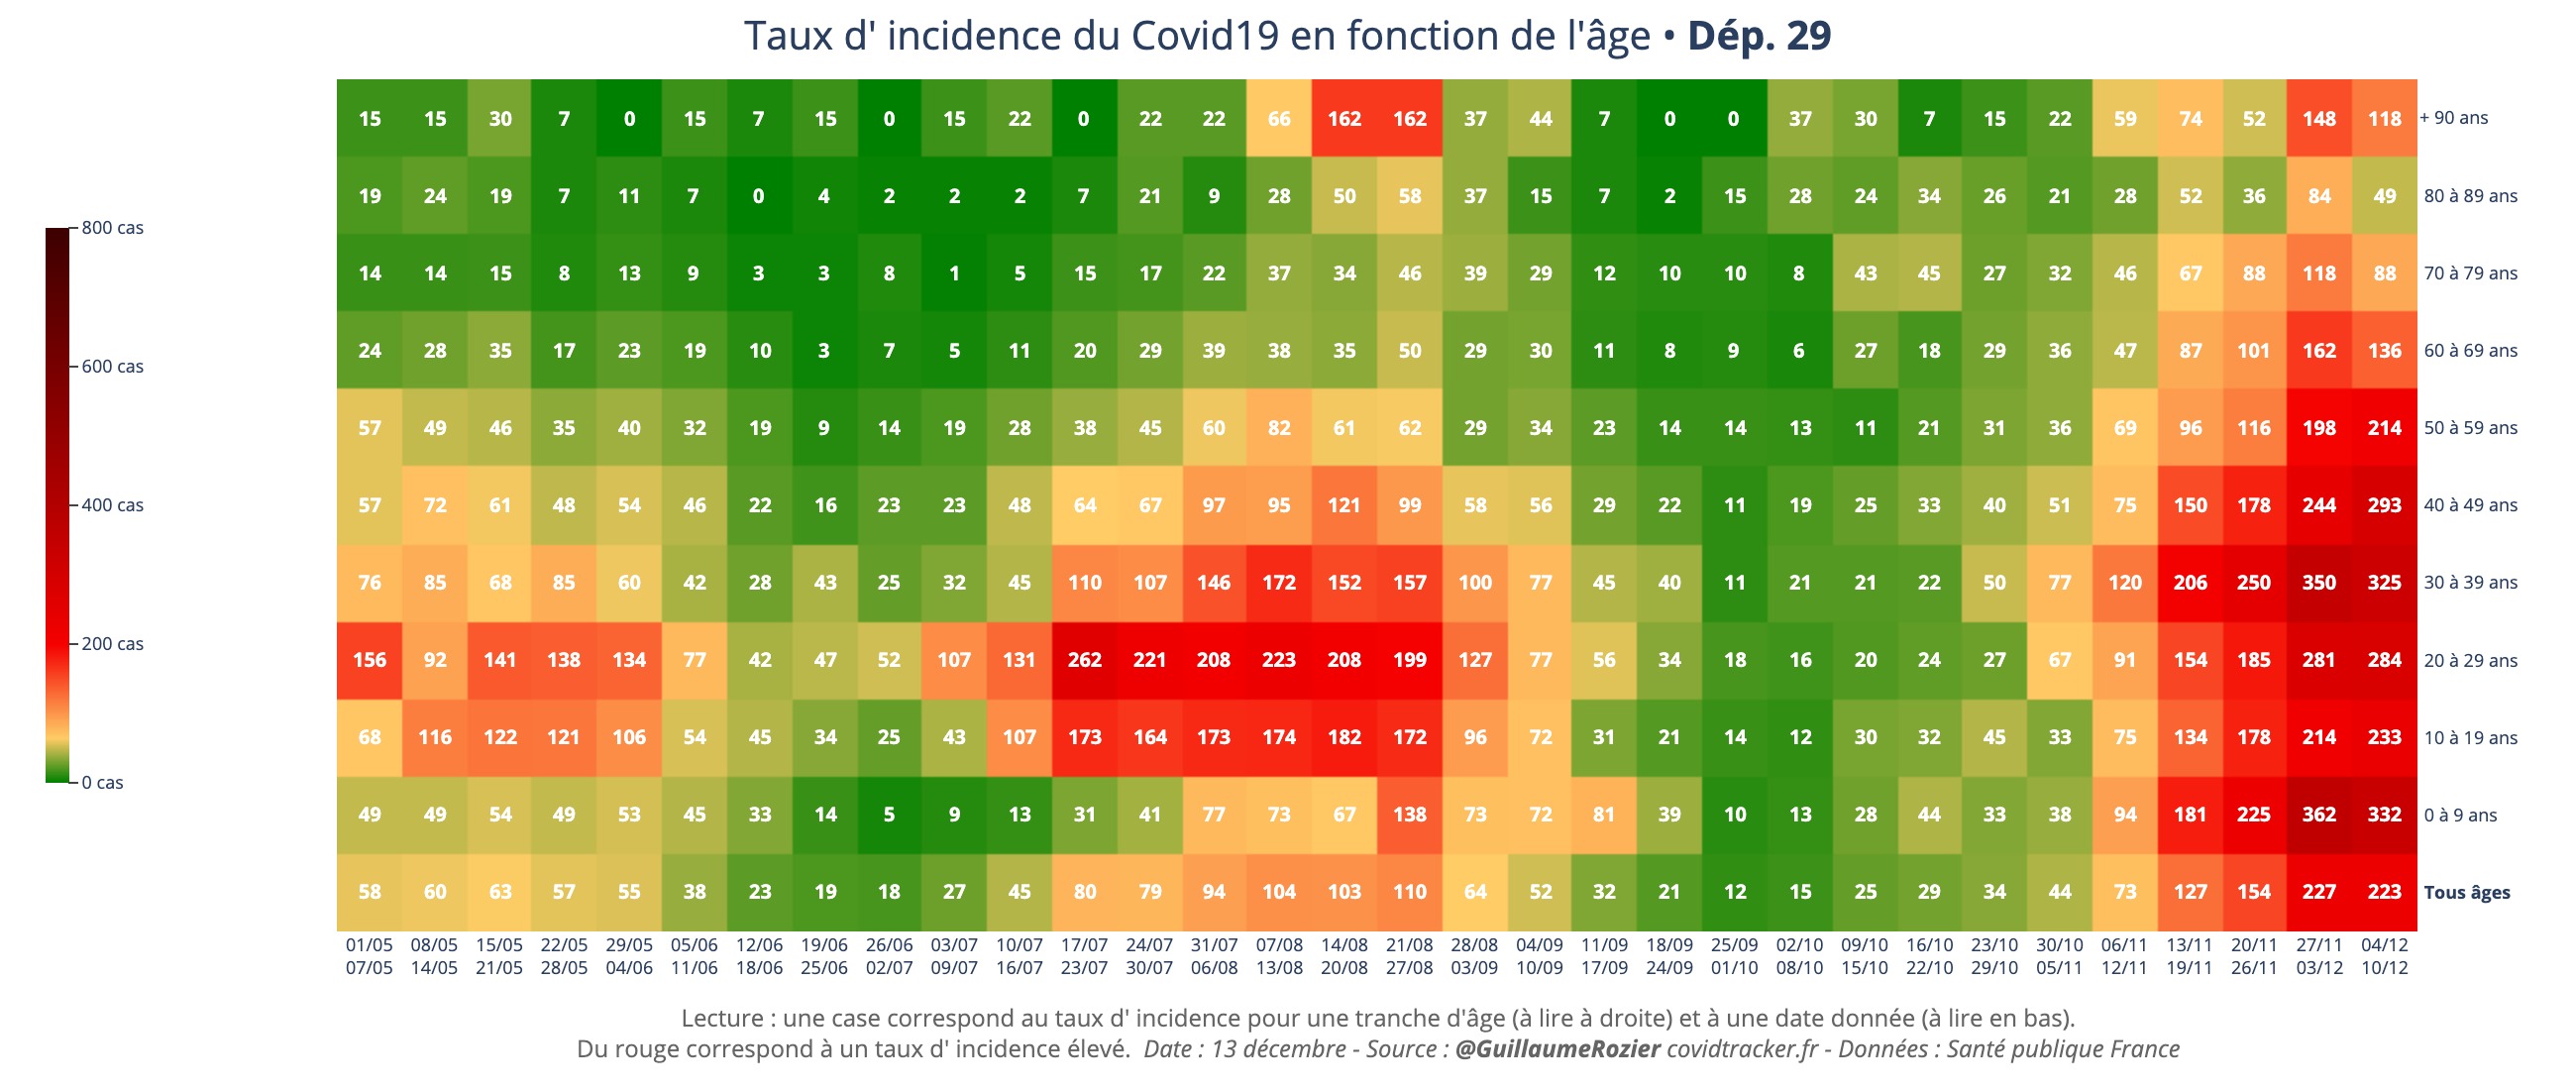 Taux d' incidence du Covid19 en fonction de l'âge • Dép. 29
800 cas
600 cas
400 cas
200 cas
0 cas
15 15 30 7 0 15 7 15 0 15 22 0 22 22 66 162 162 37 44 7 0 0 37 30 7 15 22 59 74 52 148 118 + 90 ans
19 24 19 7 11 7 0 4 2 2 2 7 21 9 28 50 58 37 15 7 2 15 28 24 34 26 21 28 52 36 84 49 80 à 89 ans
14 14 15 8 13 9 3 3 8 1 5 15 17 22 37 34 46 39 29 12 10 10 8 43 45 27 32 46 67 88 118 88 70 à 79 ans
24 28 35 17 23 19 10 3 7 5 11 20 29 39 38 35 50 29 30 11 8 9 6 27 18 29 36 47 87 101 162 136 60 à 69 ans
57 49 46 35 40 32 19 9 14 19 28 38 45 60 82 61 62 29 34 23 14 14 13 11 21 31 36 69 96 116 198 214 50 à 59 ans
57 72 61 48 54 46 22 16 23 23 48 64 67 97 95 121 99 58 56 29 22 11 19 25 33 40 51 75 150 178 244 293 40 à 49 ans
76 85 68 85 60 42 28 43 25 32 45 110 107 146 172 152 157 100 77 45 40 11 21 21 22 50 77 120 206 250 350 325 30 à 39 ans
156 92 141 138 134 77 42 47 52 107 131 262 221 208 223 208 199 127 77 56 34 18 16 20 24 27 67 91 154 185 281 284 20 à 29 ans
68 116 122 121 106 54 45 34 25 43 107 173 164 173 174 182 172 96 72 31 21 14 12 30 32 45 33 75 134 178 214 233 10 à 19 ans
49 49 54 49 53 45 33 14 5 9 13 31 41 77 73 67 138 73 72 81 39 10 13 28 44 33 38 94 181 225 362 332 0 à 9 ans
58 60 63 57 55 38 23 19 18 27 45 80 79 94 104 103 110 64 52 32 21 12 15 25 29 34 44 73 127 154 227 223 Tous âges
01/05 08/05 15/05 22/05 29/05 05/06 12/06 19/06 26/06 03/07 10/07 17/07 24/07 31/07 07/08 14/08 21/08 28/08 04/09 11/09 18/09 25/09 02/10 09/10 16/10 23/10 30/10 06/11 13/11 20/11 27/11 04/12
07/05 14/05 21/05 28/05 04/06 11/06 18/06 25/06 02/07 09/07 16/07 23/07 30/07 06/08 13/08 20/08 27/08 03/09 10/09 17/09 24/09 01/10 08/10 15/10 22/10 29/10 05/11 12/11 19/11 26/11 03/12 10/12
Lecture : une case correspond au taux d' incidence pour une tranche d'âge (à lire à droite) et à une date donnée (à lire en bas).
Du rouge correspond à un taux d' incidence élevé. Date : 13 décembre - Source : @GuillaumeRozier covidtracker.fr - Données : Santé publique France